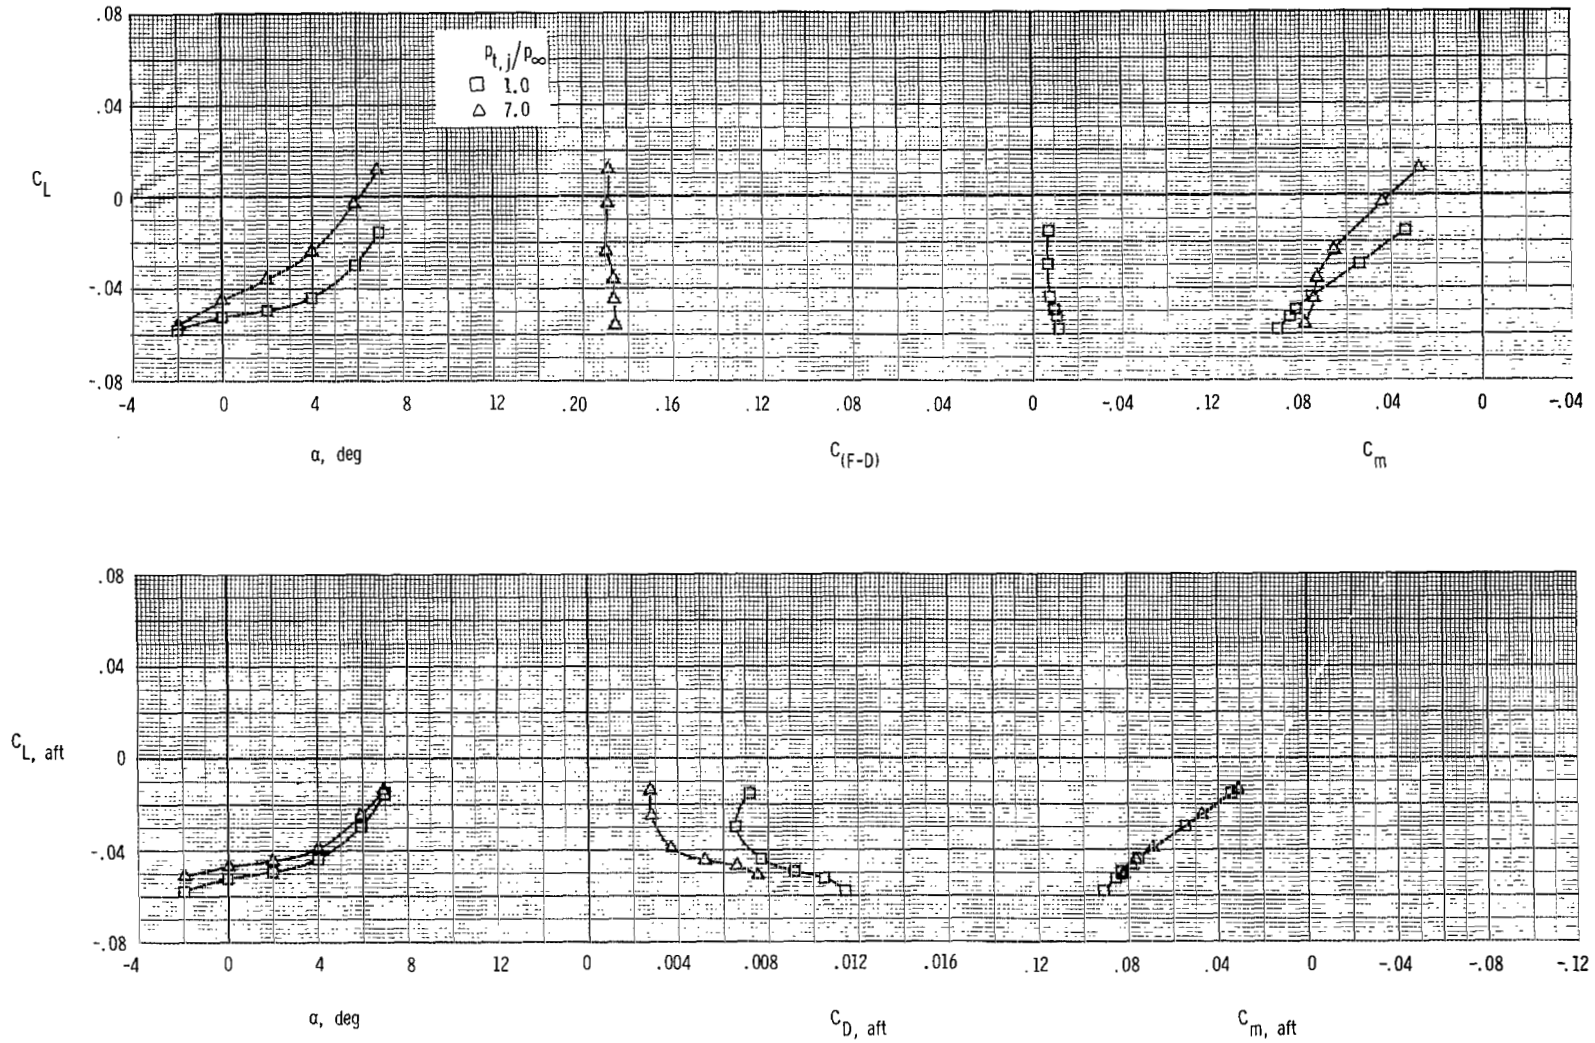 .08
.04
0
-.04
-.08
C_L
p_t,j/p_∞
□ 1.0
△ 7.0
-4 0 4 8 12 .20 .16 .12 .08 .04 0 -.04 .12 .08 .04 0 -.04
α, deg C_(F-D) C_m
.08
.04
0
-.04
-.08
C_L, aft
-4 0 4 8 12 0 .004 .008 .012 .016 .12 .08 .04 0 -.04 -.08 -.12
α, deg C_D, aft C_m, aft